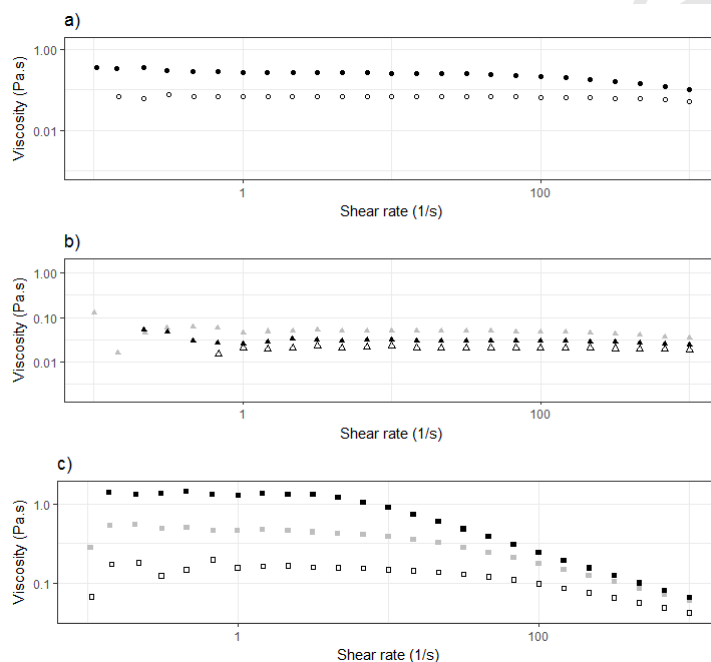 a)
1.00
0.01
Viscosity (Pa.s)
1
100
Shear rate (1/s)
b)
1.00
0.10
0.01
Viscosity (Pa.s)
1
100
Shear rate (1/s)
c)
1.0
0.1
Viscosity (Pa.s)
1
100
Shear rate (1/s)